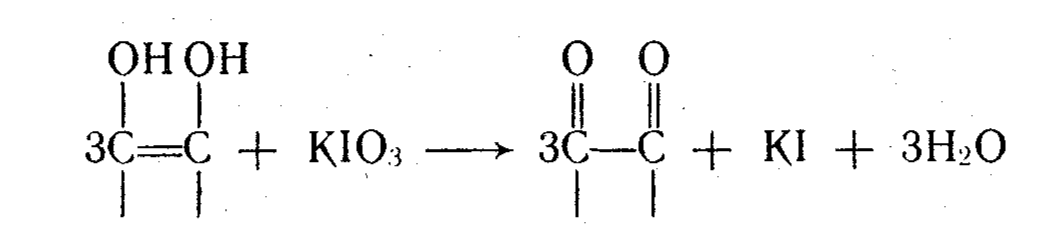 OH OH O O
3C=C + KIO₃ ⟶ 3C—C + KI + 3H₂O